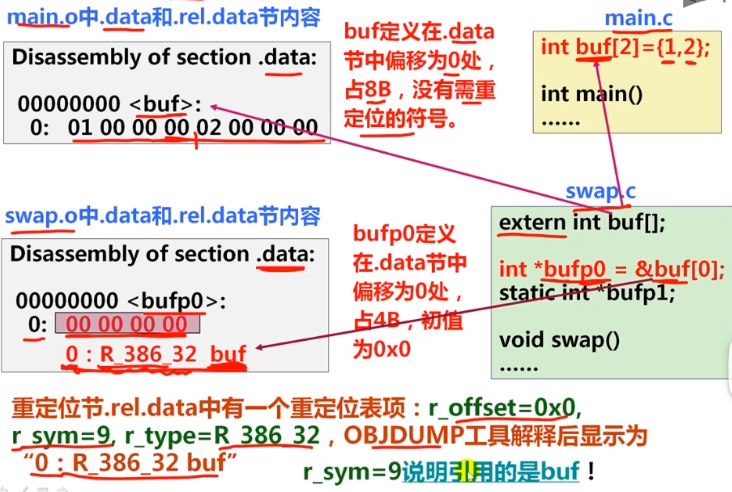 main.o中.data和.rel.data节内容
Disassembly of section .data:
00000000 <buf>:
0: 01 00 00 00 02 00 00 00
buf定义在.data
节中偏移为0处，
占8B，没有需重
定位的符号。
main.c
int buf[2]={1,2};
int main()
……
swap.o中.data和.rel.data节内容
Disassembly of section .data:
00000000 <bufp0>:
0: 00 00 00 00
0：R_386_32 buf
bufp0定义
在.data节中
偏移为0处，
占4B，初值
为0x0
swap.c
extern int buf[];
int *bufp0 = &buf[0];
static int *bufp1;
void swap()
……
重定位节.rel.data中有一个重定位表项：r_offset=0x0,
r_sym=9, r_type=R_386_32，OBJDUMP工具解释后显示为
“0：R_386_32 buf”
r_sym=9说明引用的是buf！